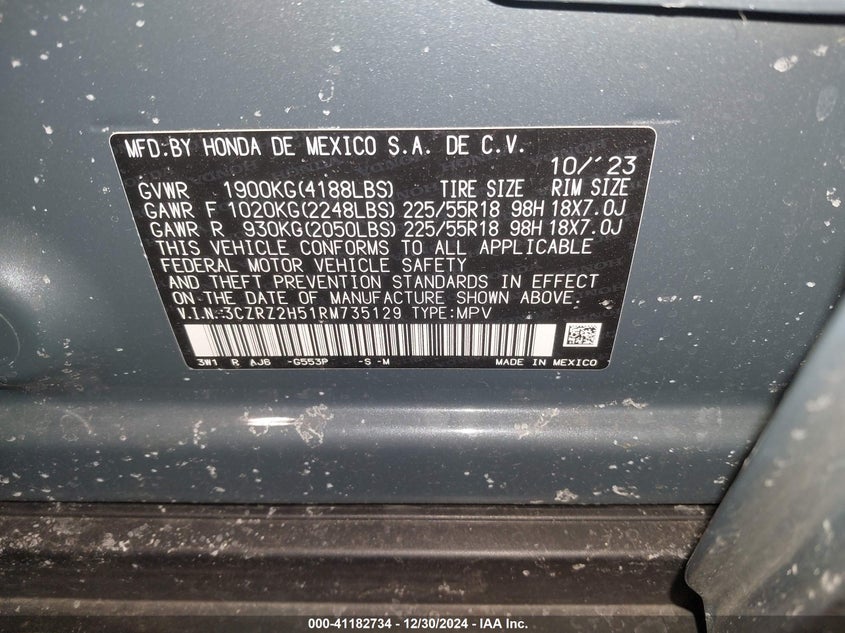 MFD.BY HONDA DE MEXICO S.A. DE C.V.
10/'23
GVWR 1900KG(4188LBS) TIRE SIZE RIM SIZE
GAWR F 1020KG(2248LBS) 225/55R18 98H 18X7.0J
GAWR R 930KG(2050LBS) 225/55R18 98H 18X7.0J
THIS VEHICLE CONFORMS TO ALL APPLICABLE
FEDERAL MOTOR VEHICLE SAFETY
AND THEFT PREVENTION STANDARDS IN EFFECT
ON THE DATE OF MANUFACTURE SHOWN ABOVE.
V.I.N.:3CZRZ2H51RM735129 TYPE:MPV
3W1 R AJB -G553P -S -M MADE IN MEXICO
000-41182734 - 12/30/2024 - IAA Inc.